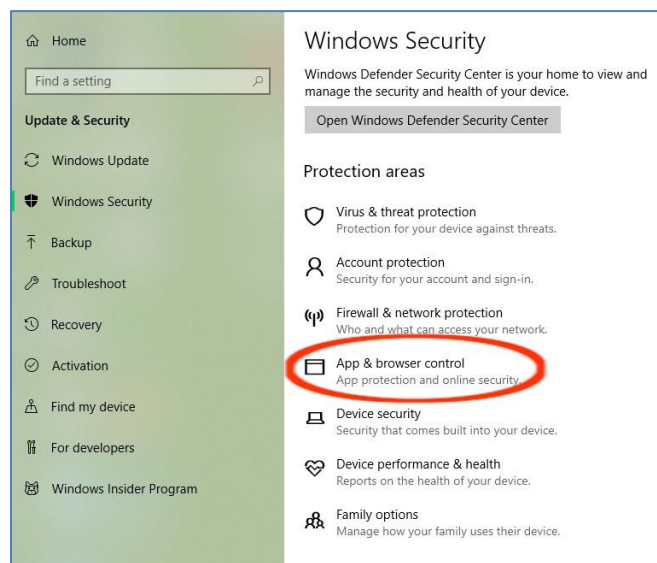 Home
Find a setting
Update & Security
Windows Update
Windows Security
Backup
Troubleshoot
Recovery
Activation
Find my device
For developers
Windows Insider Program
Windows Security
Windows Defender Security Center is your home to view and
manage the security and health of your device.
Open Windows Defender Security Center
Protection areas
Virus & threat protection
Protection for your device against threats.
Account protection
Security for your account and sign-in.
Firewall & network protection
Who and what can access your network.
App & browser control
App protection and online security.
Device security
Security that comes built into your device.
Device performance & health
Reports on the health of your device.
Family options
Manage how your family uses their device.